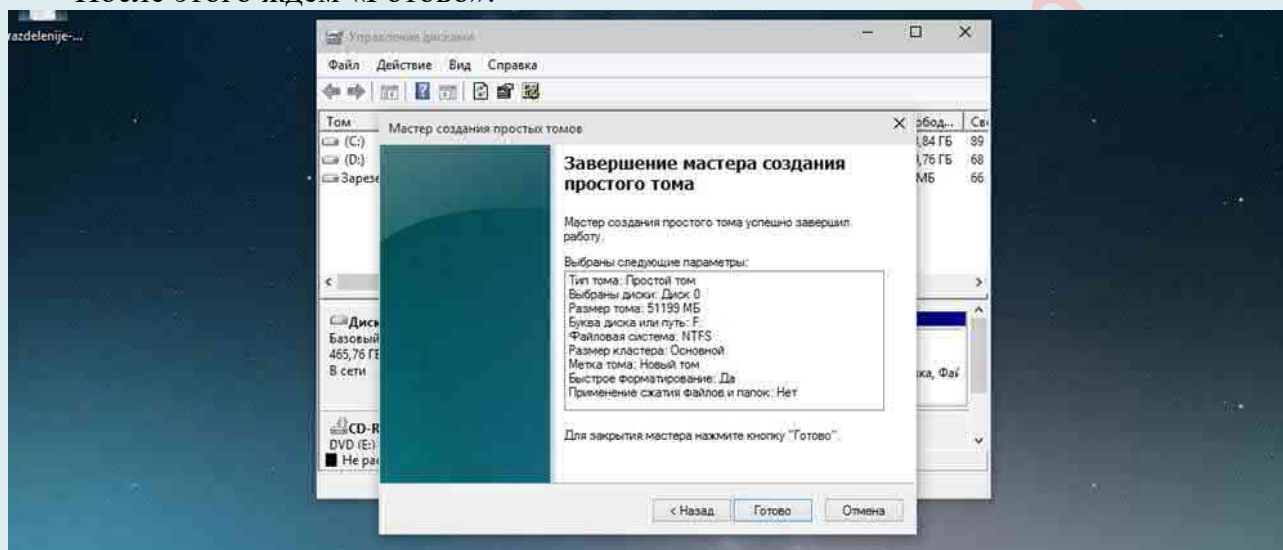 После этого ждем «Готово».
razdelenije-...
Управление дисками
Файл Действие Вид Справка
Том
обод...
(C:)
,84 ГБ 89
(D:)
,76 ГБ 68
Зарезе
МБ 66
Мастер создания простых томов
Завершение мастера создания
простого тома
Мастер создания простого тома успешно завершил
работу.
Выбраны следующие параметры:
Тип тома: Простой том
Выбраны диски: Диск 0
Размер тома: 51199 МБ
Буква диска или путь: F:
Файловая система: NTFS
Размер кластера: Основной
Метка тома: Новый том
Быстрое форматирование: Да
Применение сжатия файлов и папок: Нет
Для закрытия мастера нажмите кнопку "Готово".
< Назад Готово Отмена
Диск
Базовый
465,76 ГБ
В сети
ка, Фай
CD-R
DVD (E:)
Не рас